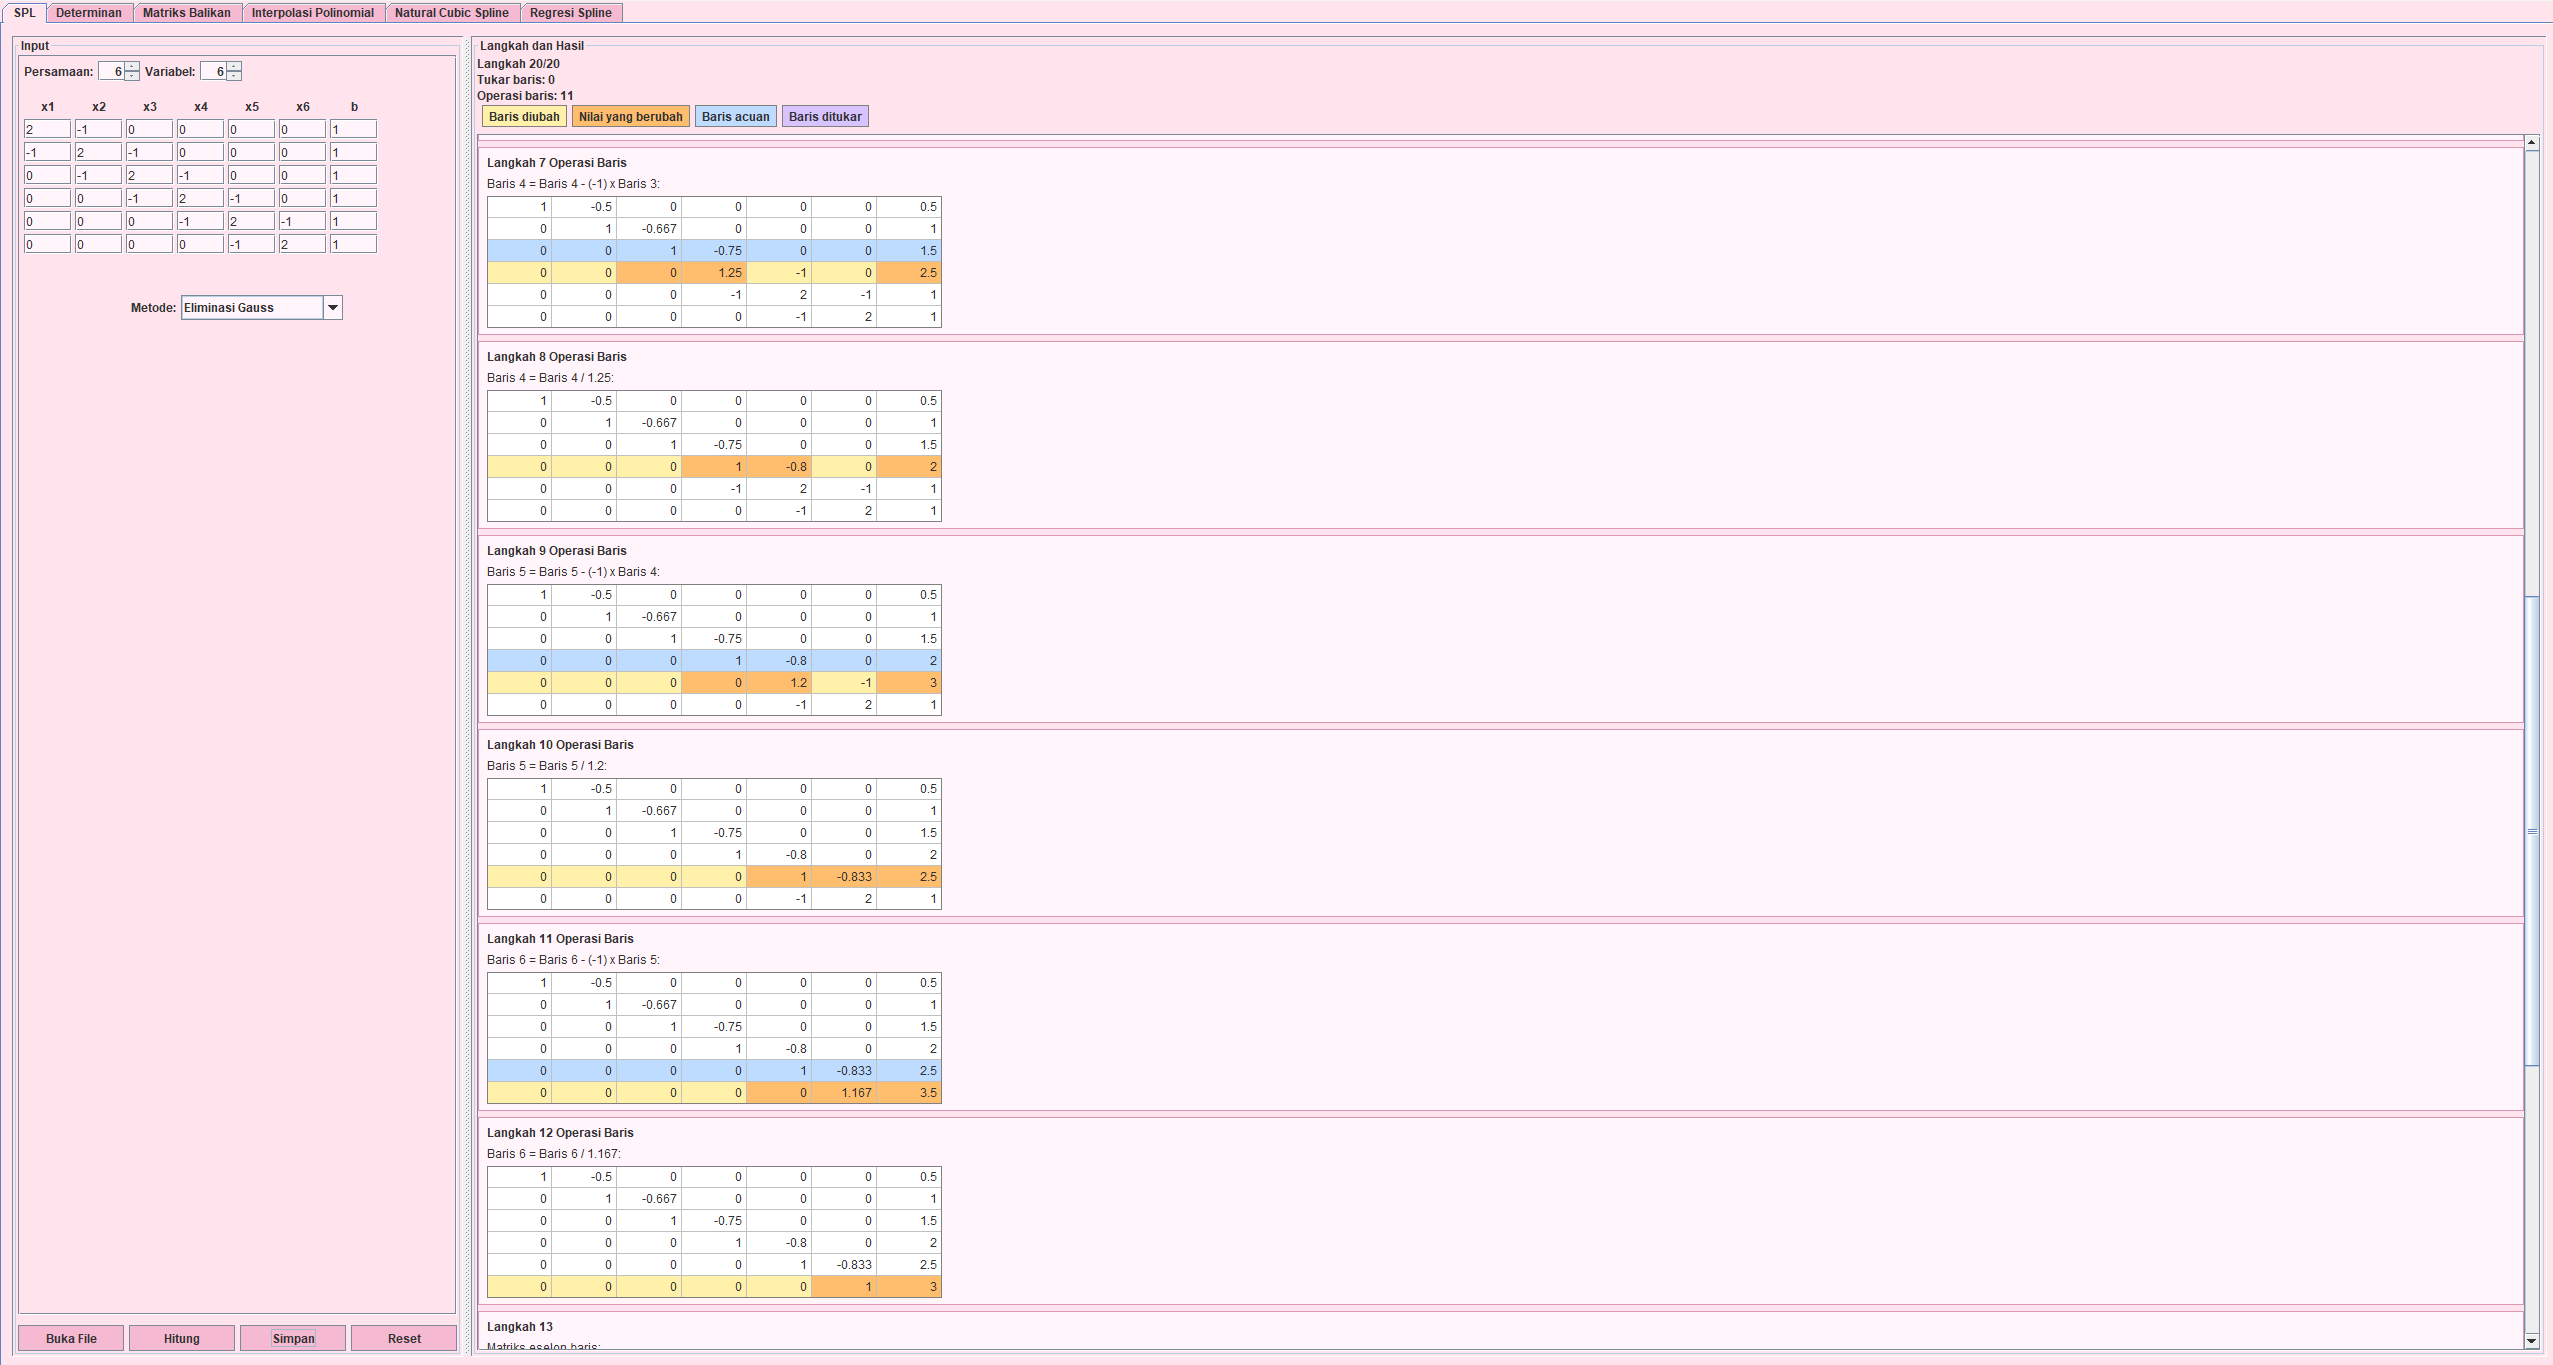 SPL Determinan Matriks Balikan Interpolasi Polinomial Natural Cubic Spline Regresi Spline
Input
Persamaan: 6 Variabel: 6
x1 x2 x3 x4 x5 x6 b
2 -1 0 0 0 0 1
-1 2 -1 0 0 0 1
0 -1 2 -1 0 0 1
0 0 -1 2 -1 0 1
0 0 0 -1 2 -1 1
0 0 0 0 -1 2 1
Metode: Eliminasi Gauss
Buka File Hitung Simpan Reset
Langkah dan Hasil
Langkah 20/20
Tukar baris: 0
Operasi baris: 11
Baris diubah Nilai yang berubah Baris acuan Baris ditukar
Langkah 7 Operasi Baris
Baris 4 = Baris 4 - (-1) x Baris 3:
1 -0.5 0 0 0 0 0.5
0 1 -0.667 0 0 0 1
0 0 1 -0.75 0 0 1.5
0 0 0 1.25 -1 0 2.5
0 0 0 -1 2 -1 1
0 0 0 0 -1 2 1
Langkah 8 Operasi Baris
Baris 4 = Baris 4 / 1.25:
1 -0.5 0 0 0 0 0.5
0 1 -0.667 0 0 0 1
0 0 1 -0.75 0 0 1.5
0 0 0 1 -0.8 0 2
0 0 0 -1 2 -1 1
0 0 0 0 -1 2 1
Langkah 9 Operasi Baris
Baris 5 = Baris 5 - (-1) x Baris 4:
1 -0.5 0 0 0 0 0.5
0 1 -0.667 0 0 0 1
0 0 1 -0.75 0 0 1.5
0 0 0 1 -0.8 0 2
0 0 0 0 1.2 -1 3
0 0 0 0 -1 2 1
Langkah 10 Operasi Baris
Baris 5 = Baris 5 / 1.2:
1 -0.5 0 0 0 0 0.5
0 1 -0.667 0 0 0 1
0 0 1 -0.75 0 0 1.5
0 0 0 1 -0.8 0 2
0 0 0 0 1 -0.833 2.5
0 0 0 0 -1 2 1
Langkah 11 Operasi Baris
Baris 6 = Baris 6 - (-1) x Baris 5:
1 -0.5 0 0 0 0 0.5
0 1 -0.667 0 0 0 1
0 0 1 -0.75 0 0 1.5
0 0 0 1 -0.8 0 2
0 0 0 0 1 -0.833 2.5
0 0 0 0 0 1.167 3.5
Langkah 12 Operasi Baris
Baris 6 = Baris 6 / 1.167:
1 -0.5 0 0 0 0 0.5
0 1 -0.667 0 0 0 1
0 0 1 -0.75 0 0 1.5
0 0 0 1 -0.8 0 2
0 0 0 0 1 -0.833 2.5
0 0 0 0 0 1 3
Langkah 13
Matriks eselon baris: